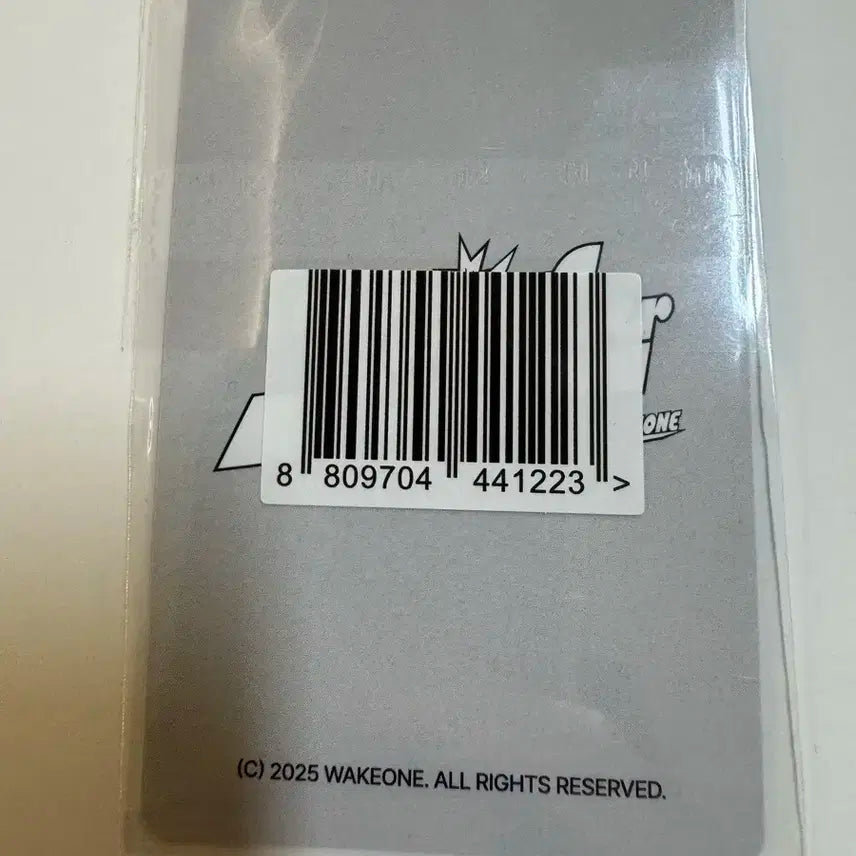 ONE
8 809704 441223 >
(C) 2025 WAKEONE. ALL RIGHTS RESERVED.